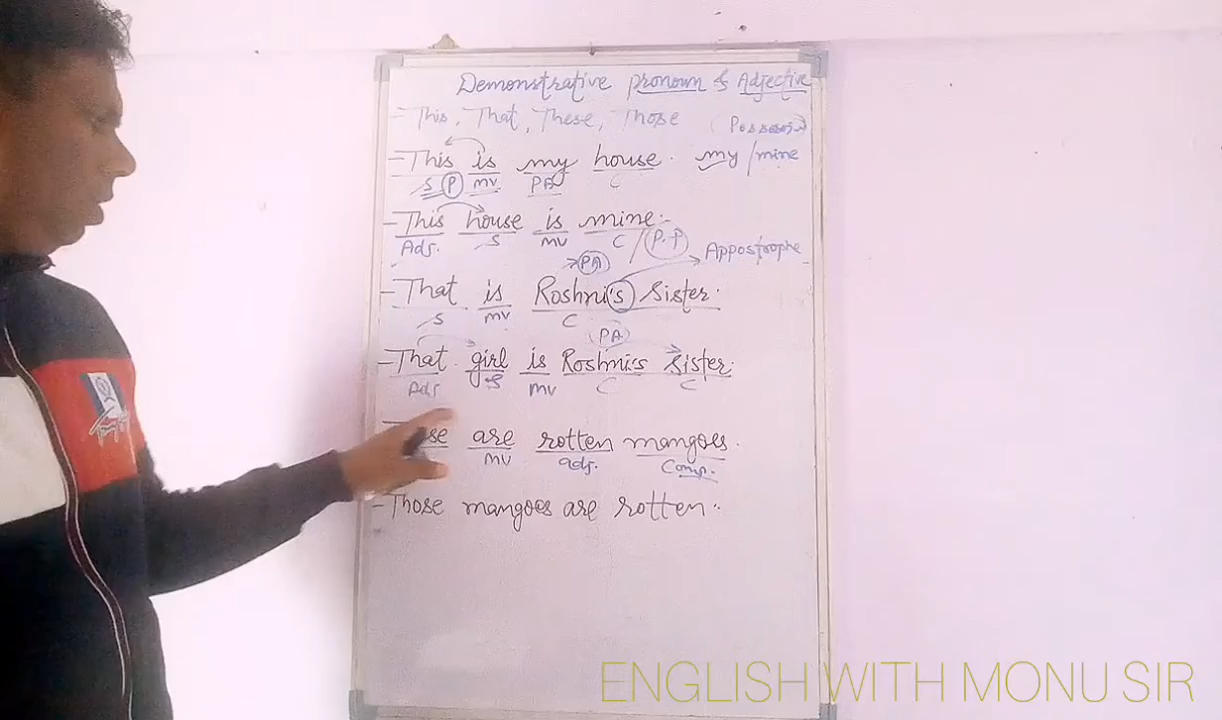 Demonstrative pronoun & Adjective
- This, That, These, Those
(Possessive)
- This is my house. my / mine
S P mv PA C
- This house is mine.
Adj. S mv C / P.P
PA Appostrophe
- That is Roshni's Sister.
S mv C
PA
- That girl is Roshni's Sister.
Adj S mv C C
are rotten mangoes.
mv adj. Comp.
- Those mangoes are rotten.
ENGLISH WITH MONU SIR